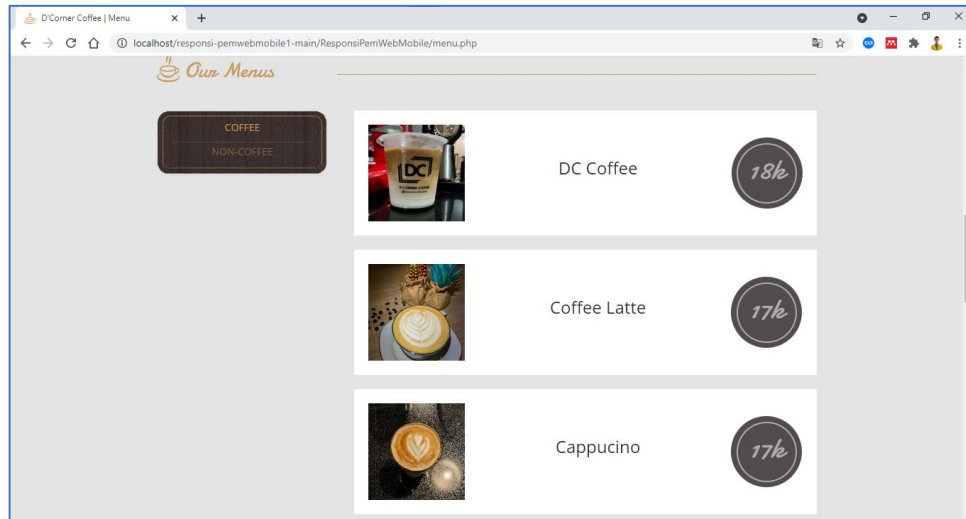 D'Corner Coffee | Menu
localhost/responsi-pemwebmobile1-main/ResponsiPemWebMobile/menu.php
Our Menus
COFFEE
NON-COFFEE
DC
DC Coffee
18k
Coffee Latte
17k
Cappucino
17k